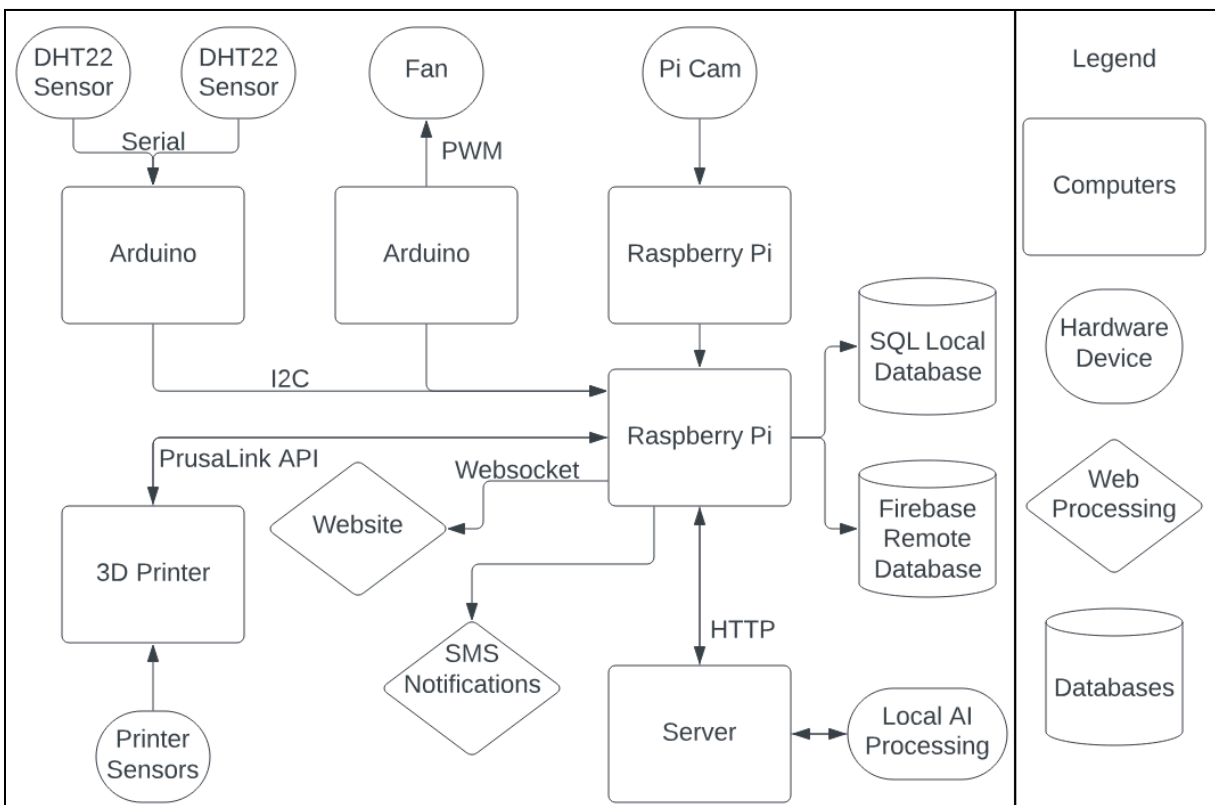 DHT22
Sensor
DHT22
Sensor
Fan
Pi Cam
Legend
Serial
PWM
Computers
Arduino
Arduino
Raspberry Pi
SQL Local
Database
Hardware
Device
I2C
Raspberry Pi
PrusaLink API
Websocket
Website
Firebase
Remote
Database
Web
Processing
3D Printer
HTTP
SMS
Notifications
Databases
Printer
Sensors
Server
Local AI
Processing